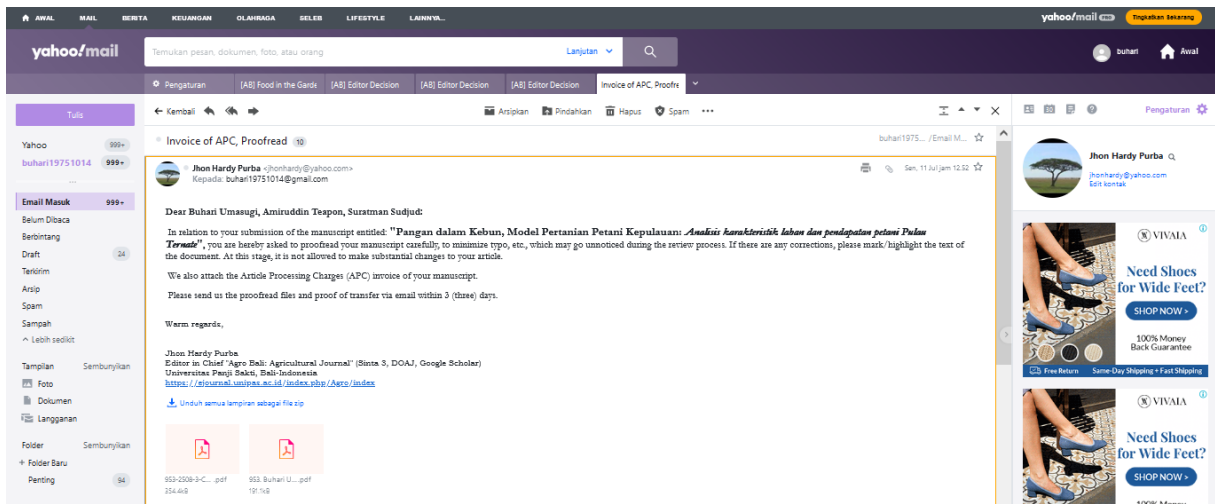 AWAL MAIL BERITA KEUANGAN OLAHRAGA SELEB LIFESTYLE LAINNYA...
yahoo!mail PRO Tingkatkan Sekarang
yahoo!mail
Temukan pesan, dokumen, foto, atau orang
Lanjutan
buhari Awal
Pengaturan [AB] Food in the Garde [AB] Editor Decision [AB] Editor Decision [AB] Editor Decision Invoice of APC, Proofre
Tulis
Yahoo 999+
buhari19751014 999+
...
Email Masuk 999+
Belum Dibaca
Berbintang
Draft 24
Terkirim
Arsip
Spam
Sampah
Lebih sedikit
Tampilan Sembunyikan
Foto
Dokumen
Langganan
Folder Sembunyikan
+ Folder Baru
Penting 94
Kembali Arsipkan Pindahkan Hapus Spam ...
Invoice of APC, Proofread 10
buhari1975... /Email M...
Jhon Hardy Purba <jhonhardy@yahoo.com>
Sen, 11 Jul jam 12.52
Kepada: buhari19751014@gmail.com
Dear Buhari Umasugi, Amiruddin Teapon, Suratman Sudjud:
In relation to your submission of the manuscript entitled: "Pangan dalam Kebun, Model Pertanian Petani Kepulauan: Analisis karakteristik lahan dan pendapatan petani Pulau
Ternate", you are hereby asked to proofread your manuscript carefully, to minimize typo, etc., which may go unnoticed during the review process. If there are any corrections, please mark/highlight the text of
the document. At this stage, it is not allowed to make substantial changes to your article.
We also attach the Article Processing Charges (APC) invoice of your manuscript.
Please send us the proofread files and proof of transfer via email within 3 (three) days.
Warm regards,
Jhon Hardy Purba
Editor in Chief "Agro Bali: Agricultural Journal" (Sinta 3, DOAJ, Google Scholar)
Universitas Panji Sakti, Bali-Indonesia
https://ejournal.unipas.ac.id/index.php/Agro/index
Unduh semua lampiran sebagai file zip
953-2508-3-C... .pdf
354.4kB
953. Buhari U... .pdf
191.1kB
Pengaturan
Jhon Hardy Purba
jhonhardy@yahoo.com
Edit kontak
VIVAIA
Need Shoes
for Wide Feet?
SHOP NOW >
100% Money
Back Guarantee
Free Return Same-Day Shipping + Fast Shipping
VIVAIA
Need Shoes
for Wide Feet?
SHOP NOW >
100% Money